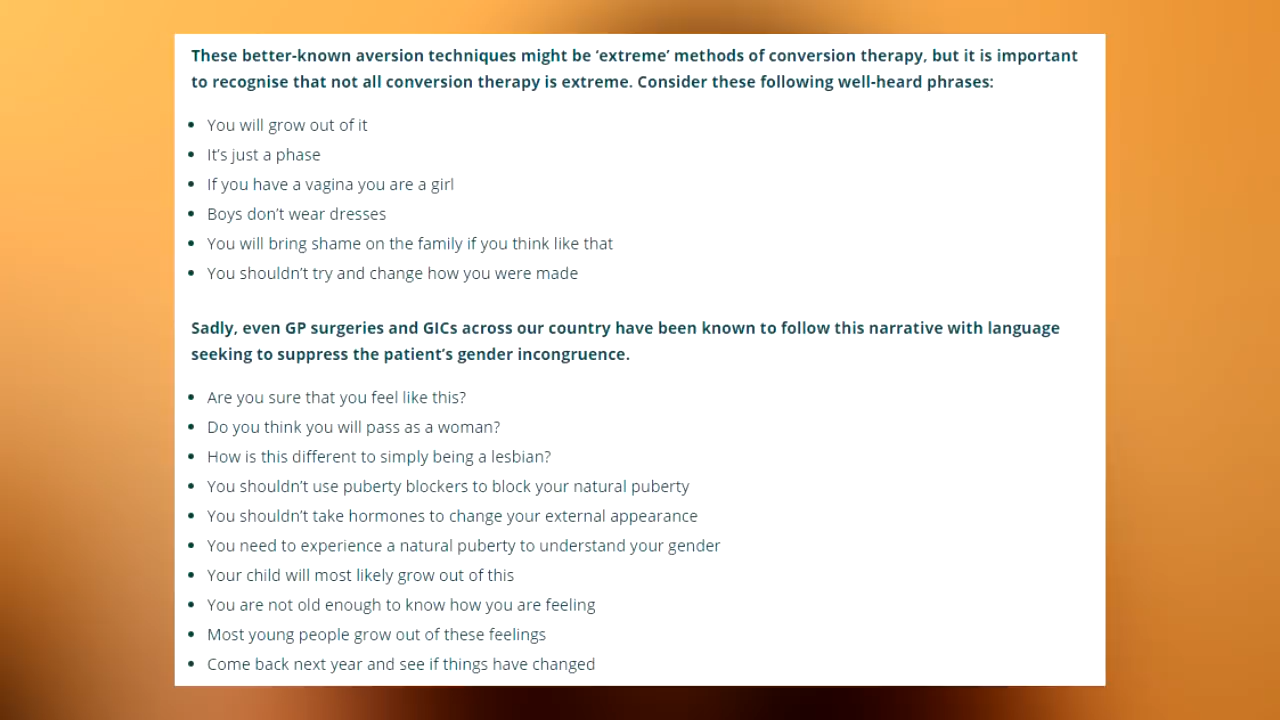 These better-known aversion techniques might be ‘extreme’ methods of conversion therapy, but it is important
to recognise that not all conversion therapy is extreme. Consider these following well-heard phrases:
• You will grow out of it
• It’s just a phase
• If you have a vagina you are a girl
• Boys don’t wear dresses
• You will bring shame on the family if you think like that
• You shouldn’t try and change how you were made
Sadly, even GP surgeries and GICs across our country have been known to follow this narrative with language
seeking to suppress the patient’s gender incongruence.
• Are you sure that you feel like this?
• Do you think you will pass as a woman?
• How is this different to simply being a lesbian?
• You shouldn’t use puberty blockers to block your natural puberty
• You shouldn’t take hormones to change your external appearance
• You need to experience a natural puberty to understand your gender
• Your child will most likely grow out of this
• You are not old enough to know how you are feeling
• Most young people grow out of these feelings
• Come back next year and see if things have changed